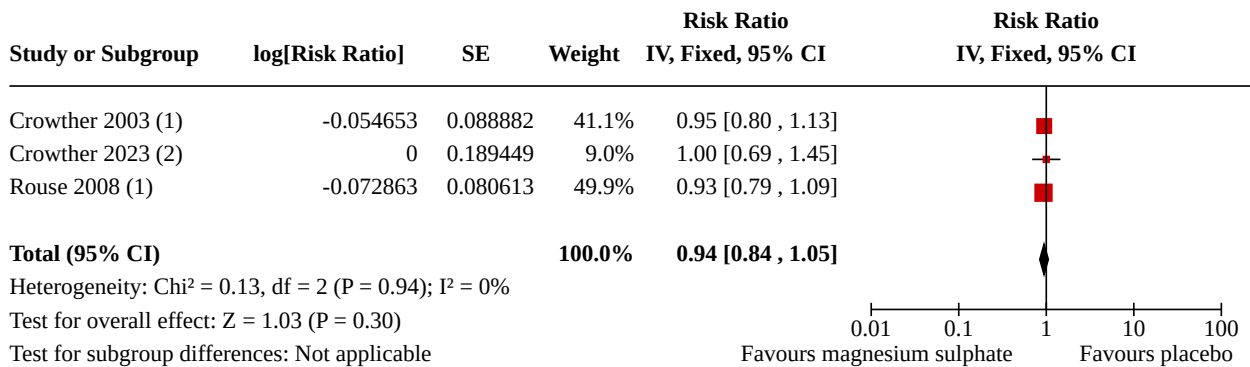 Risk Ratio Risk Ratio
Study or Subgroup log[Risk Ratio] SE Weight IV, Fixed, 95% CI IV, Fixed, 95% CI
Crowther 2003 (1) -0.054653 0.088882 41.1% 0.95 [0.80 , 1.13]
Crowther 2023 (2) 0 0.189449 9.0% 1.00 [0.69 , 1.45]
Rouse 2008 (1) -0.072863 0.080613 49.9% 0.93 [0.79 , 1.09]
Total (95% CI) 100.0% 0.94 [0.84 , 1.05]
Heterogeneity: Chi² = 0.13, df = 2 (P = 0.94); I² = 0%
Test for overall effect: Z = 1.03 (P = 0.30)
0.01 0.1 1 10 100
Test for subgroup differences: Not applicable Favours magnesium sulphate Favours placebo